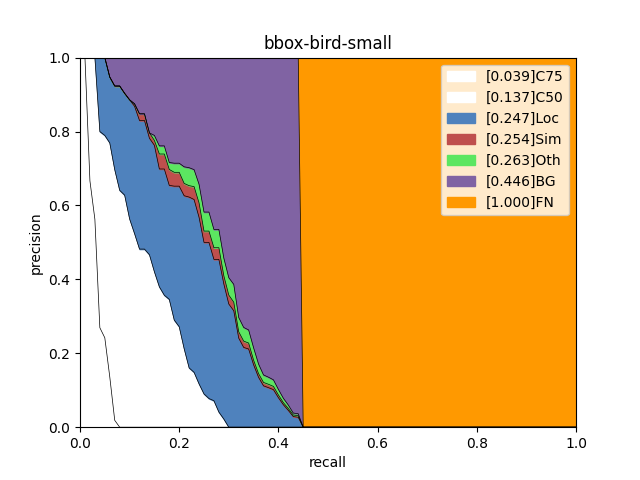 bbox-bird-small
[0.039]C75
[0.137]C50
[0.247]Loc
[0.254]Sim
[0.263]Oth
[0.446]BG
[1.000]FN
precision
1.0
0.8
0.6
0.4
0.2
0.0
0.0 0.2 0.4 0.6 0.8 1.0
recall